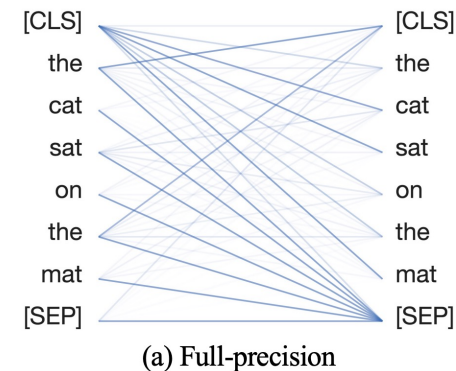 [CLS] [CLS]
the the
cat cat
sat sat
on on
the the
mat mat
[SEP] [SEP]
(a) Full-precision